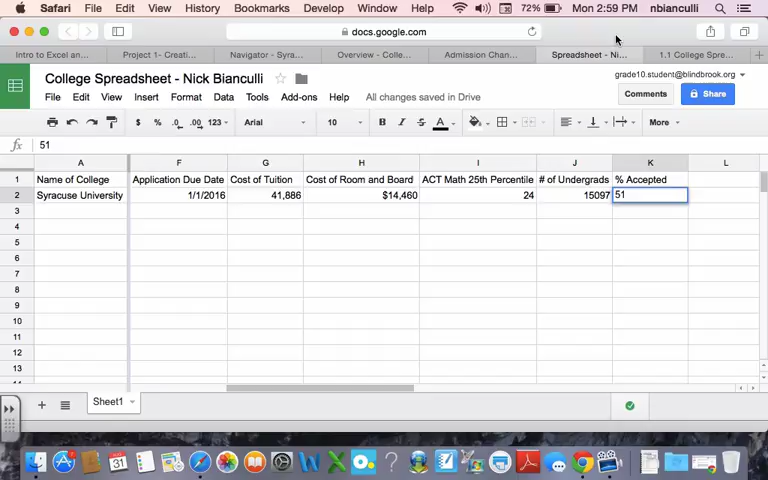 Safari File Edit View History Bookmarks Develop Window Help 72% Mon 2:59 PM nbianculli
docs.google.com
Intro to Excel an... Project 1- Creati... Navigator - Syra... Overview - Colle... Admission Chan... Spreadsheet - Ni... 1.1 College Spre...
College Spreadsheet - Nick Bianculli grade10.student@blindbrook.org
File Edit View Insert Format Data Tools Add-ons Help All changes saved in Drive Comments Share
$ % .0 .00 123 Arial 10 B I S A More
fx 51
A F G H I J K L
1 Name of College Application Due Date Cost of Tuition Cost of Room and Board ACT Math 25th Percentile # of Undergrads % Accepted
2 Syracuse University 1/1/2016 41,886 $14,460 24 15097 51
3
4
5
6
7
8
9
10
11
12
13
Sheet1
31